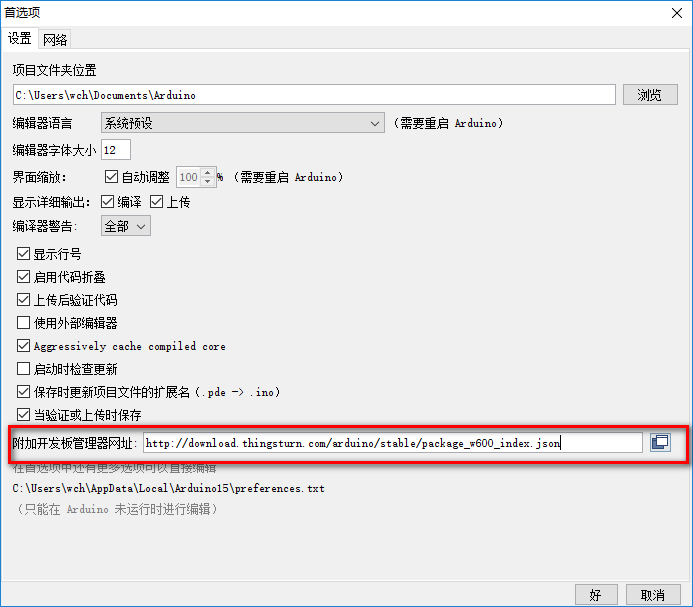 首选项
设置 网络
项目文件夹位置
C:\Users\wch\Documents\Arduino 浏览
编辑器语言 系统预设 （需要重启 Arduino）
编辑器字体大小 12
界面缩放： 自动调整 100 % （需要重启 Arduino）
显示详细输出： 编译 上传
编译器警告: 全部
显示行号
启用代码折叠
上传后验证代码
使用外部编辑器
Aggressively cache compiled core
启动时检查更新
保存时更新项目文件的扩展名（.pde -> .ino）
当验证或上传时保存
附加开发板管理器网址: http://download.thingsturn.com/arduino/stable/package_w600_index.json
在首选项中还有更多选项可以直接编辑
C:\Users\wch\AppData\Local\Arduino15\preferences.txt
（只能在 Arduino 未运行时进行编辑）
好 取消